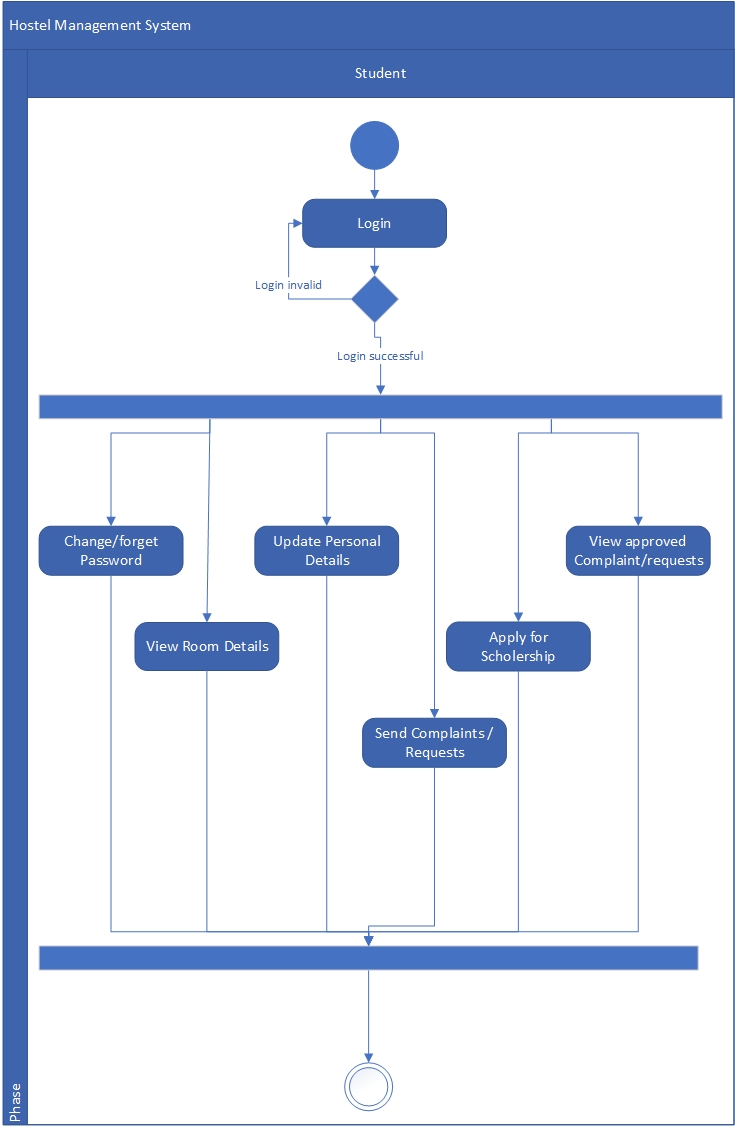 Hostel Management System
Student
Login
Login invalid
Login successful
Change/forget
Password
Update Personal
Details
View approved
Complaint/requests
View Room Details
Apply for
Scholership
Send Complaints /
Requests
Phase